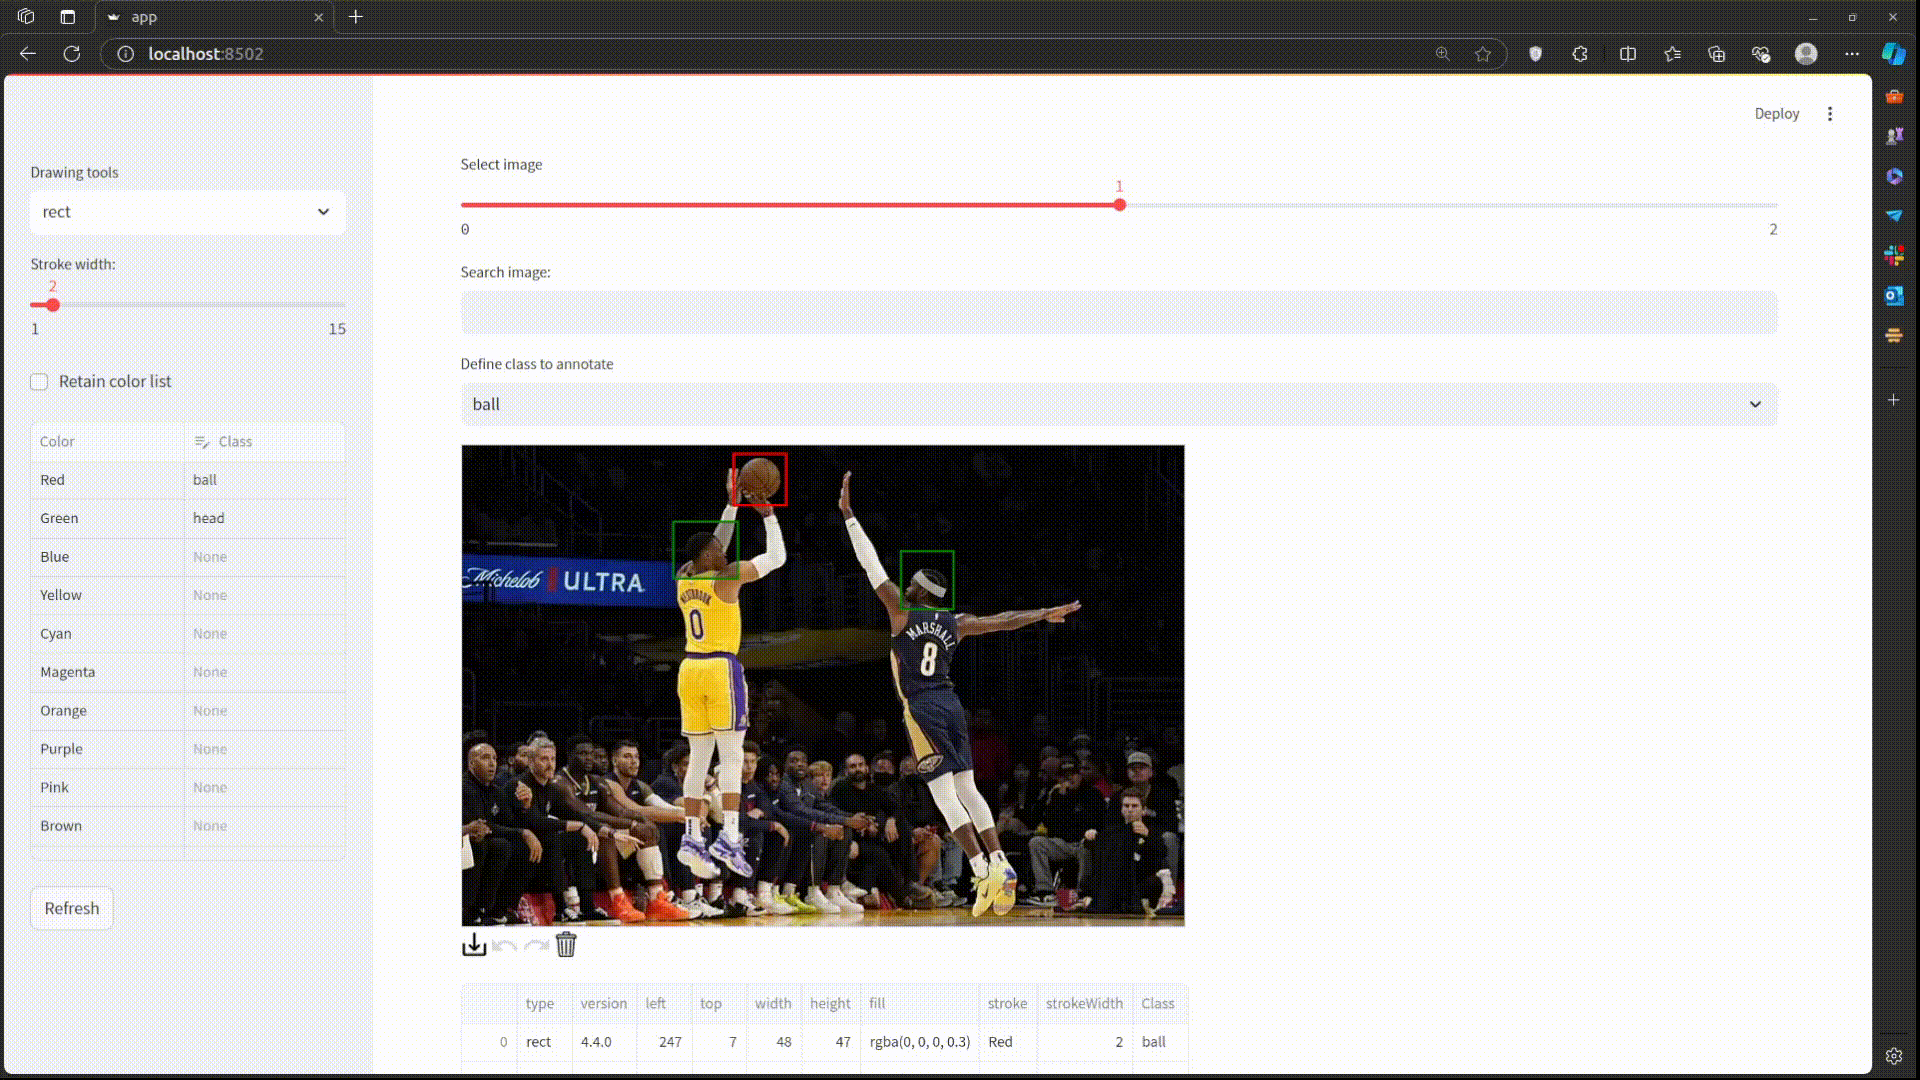 app
localhost:8502
Deploy
Drawing tools
rect
Stroke width:
2
1 15
Retain color list
Color Class
Red ball
Green head
Blue None
Yellow None
Cyan None
Magenta None
Orange None
Purple None
Pink None
Brown None
Refresh
Select image
1
0 2
Search image:
Define class to annotate
ball
Michelob ULTRA
WESTBROOK
0
MARSHALL
8
type version left top width height fill stroke strokeWidth Class
0 rect 4.4.0 247 7 48 47 rgba(0, 0, 0, 0.3) Red 2 ball